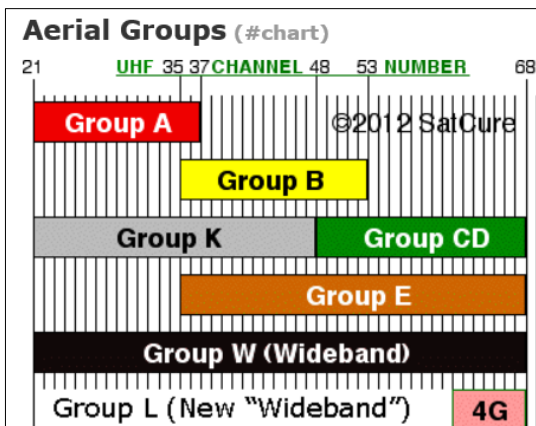 Aerial Groups (#chart)
21 UHF 35 37 CHANNEL 48 53 NUMBER 68
Group A ©2012 SatCure
Group B
Group K Group CD
Group E
Group W (Wideband)
Group L (New “Wideband”) 4G